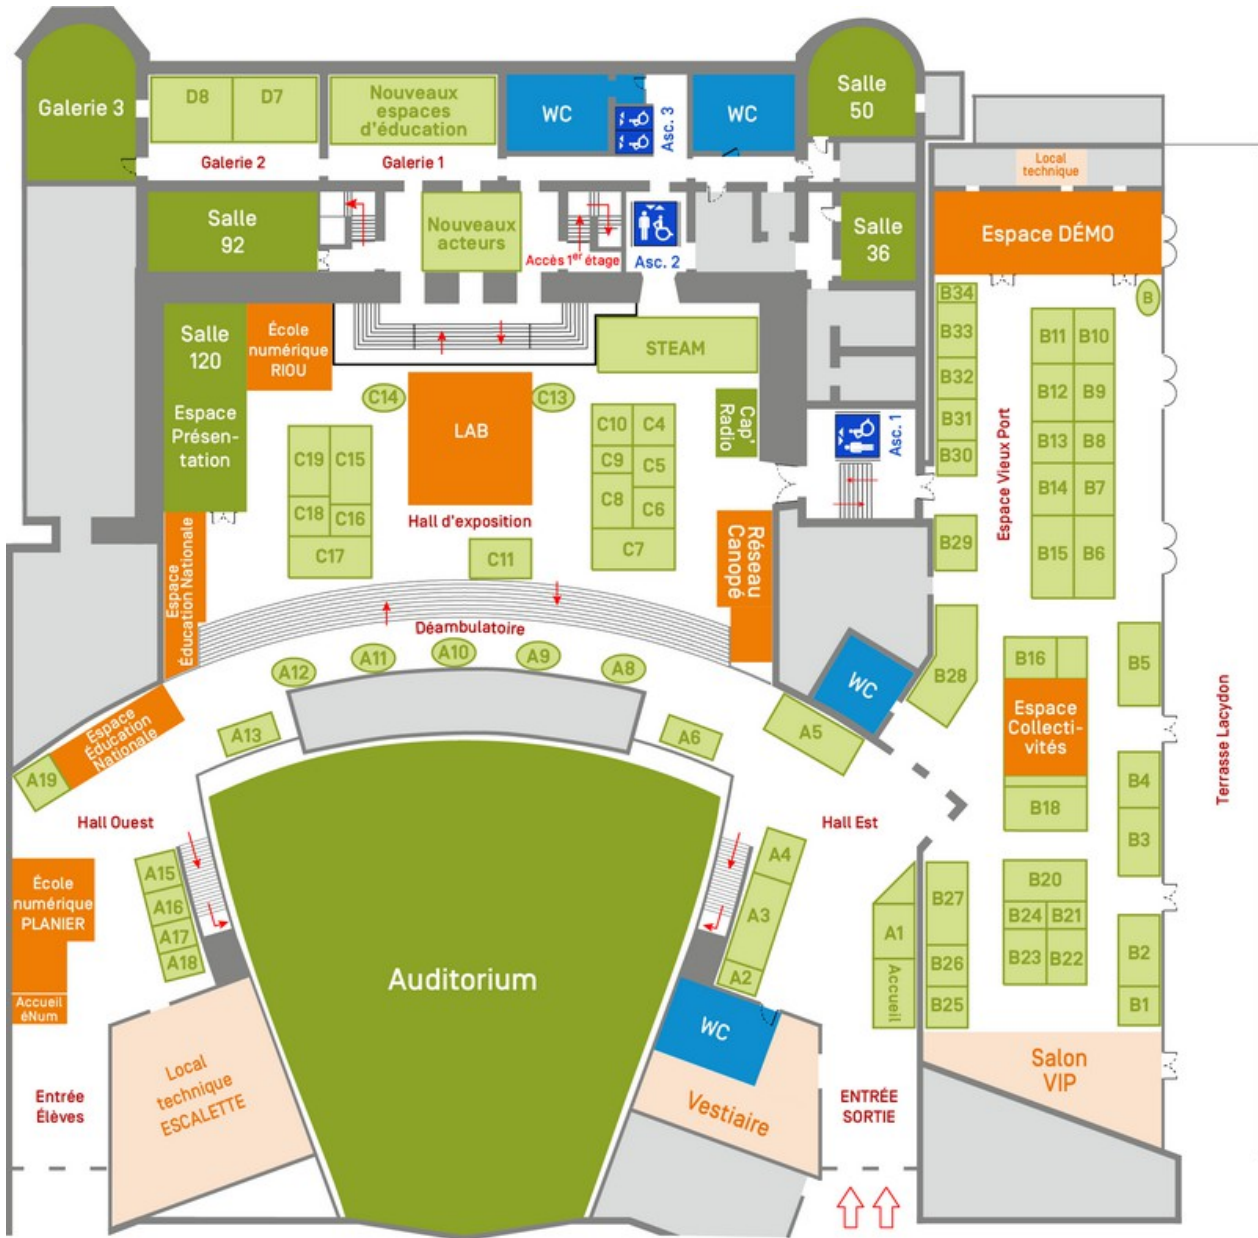 Galerie 3
D8
D7
Nouveaux
espaces
d'éducation
WC
Asc. 3
WC
Salle
50
Galerie 2
Galerie 1
Local
technique
Salle
92
Nouveaux
acteurs
Accès 1er étage
Asc. 2
Salle
36
Espace DÉMO
Salle
120
Espace
Présen-
tation
École
numérique
RIOU
STEAM
B34
B33
B32
B31
B30
B
B11
B10
B12
B9
B13
B8
B14
B7
B15
B6
Espace Vieux Port
C14
LAB
C13
Cap'
Radio
Asc. 1
C19
C15
C18
C16
C17
C10
C4
C9
C5
C8
C6
C7
Hall d'exposition
C11
Réseau
Canopé
B29
Espace
Éducation Nationale
Déambulatoire
A12
A11
A10
A9
A8
WC
B28
B16
B5
Espace
Collecti-
vités
Espace
Éducation
Nationale
A19
A13
A6
A5
B4
B18
B3
Terrasse Lacydon
Hall Ouest
Hall Est
École
numérique
PLANIER
Accueil
éNum
A15
A16
A17
A18
A4
A3
A2
A1
Accueil
B27
B26
B25
B20
B24
B21
B23
B22
B2
B1
Auditorium
WC
Salon
VIP
Local
technique
ESCALETTE
Vestiaire
Entrée
Élèves
ENTRÉE
SORTIE